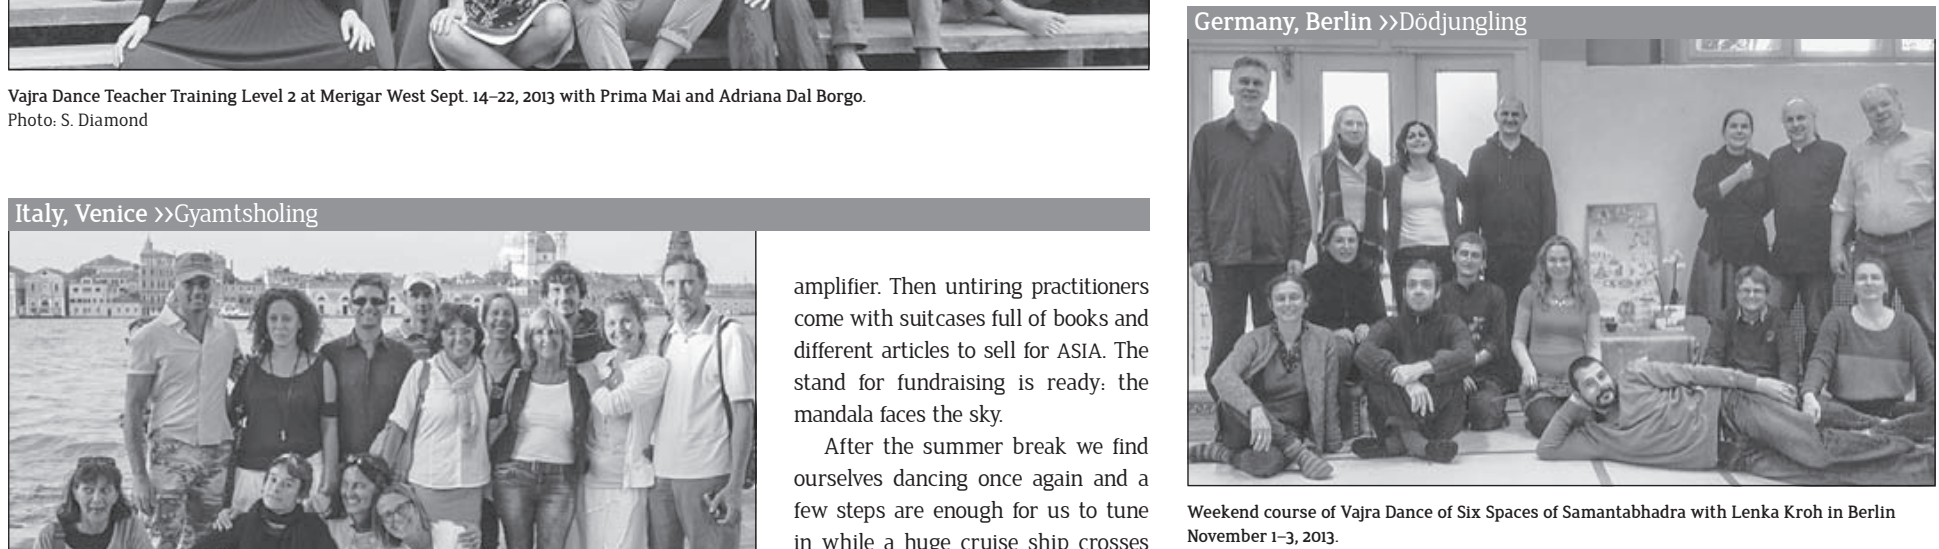 Vajra Dance Teacher Training Level 2 at Merigar West Sept. 14–22, 2013 with Prima Mai and Adriana Dal Borgo.
Photo: S. Diamond
Italy, Venice >>Gyamtsholing
amplifier. Then untiring practitioners
come with suitcases full of books and
different articles to sell for ASIA. The
stand for fundraising is ready: the
mandala faces the sky.
After the summer break we find
ourselves dancing once again and a
few steps are enough for us to tune
in while a huge cruise ship crosses
Germany, Berlin >>Dödjungling
Weekend course of Vajra Dance of Six Spaces of Samantabhadra with Lenka Kroh in Berlin
November 1–3, 2013.